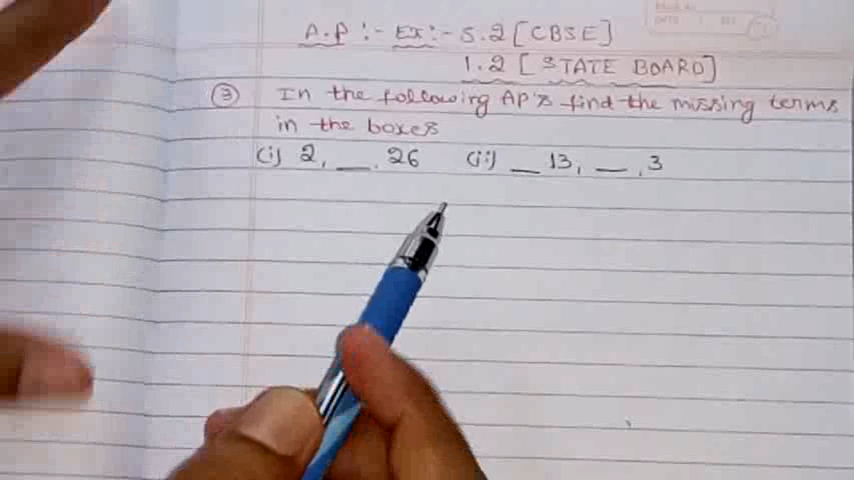 A.P :- Ex:- 5.2 [CBSE]
1.2 [STATE BOARD]
③ In the following AP's find the missing terms
in the boxes
(i) 2, __ . 26 (ii) __ 13, __ , 3